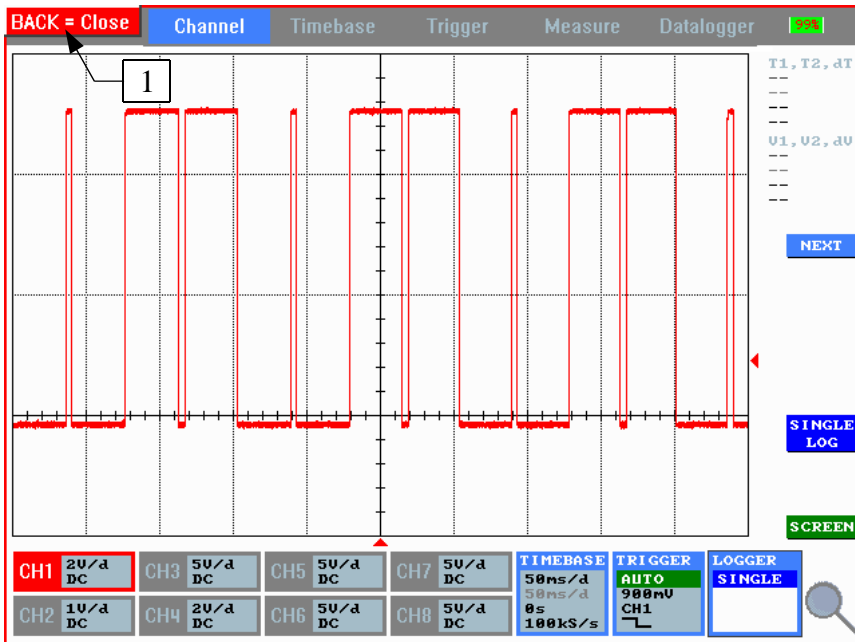 BACK = Close
Channel
Timebase
Trigger
Measure
Datalogger
99%
1
T1,T2,dT
--
--
--
--
V1,V2,dV
--
--
--
--
NEXT
SINGLE
LOG
SCREEN
CH1 2V/d
DC
CH3 5V/d
DC
CH5 5V/d
DC
CH7 5V/d
DC
CH2 1V/d
DC
CH4 2V/d
DC
CH6 5V/d
DC
CH8 5V/d
DC
TIMEBASE
50ms/d
50ms/d
0s
100kS/s
TRIGGER
AUTO
900mV
CH1
LOGGER
SINGLE